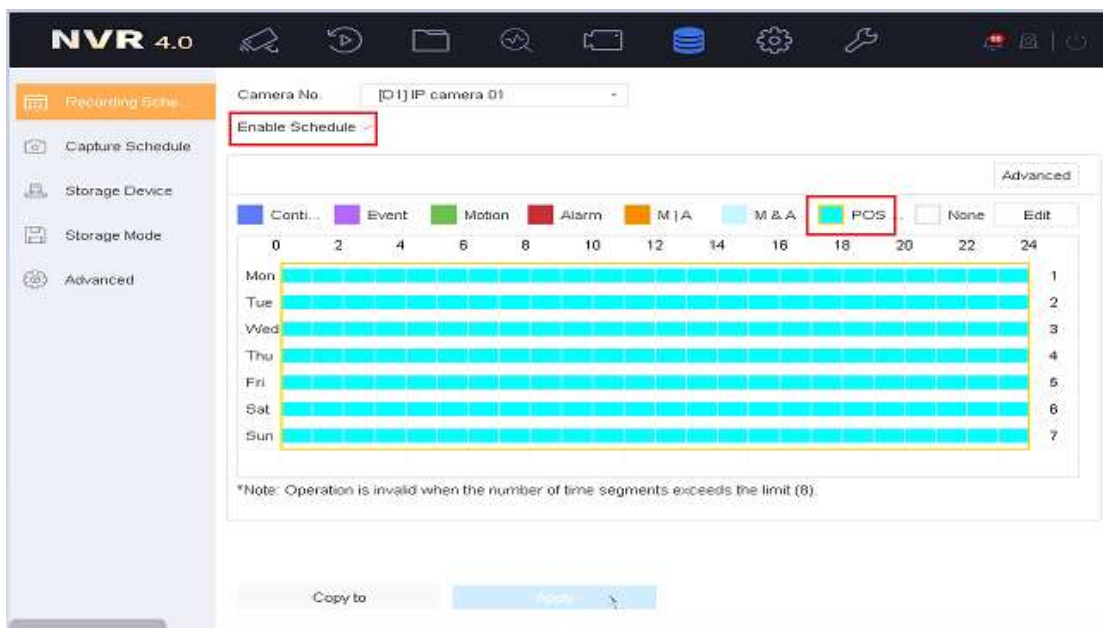 NVR 4.0
Recording Sche...
Capture Schedule
Storage Device
Storage Mode
Advanced
Camera No. [D1] IP camera 01
Enable Schedule
Advanced
Conti... Event Motion Alarm M | A M & A POS ... None Edit
0 2 4 6 8 10 12 14 16 18 20 22 24
Mon 1
Tue 2
Wed 3
Thu 4
Fri 5
Sat 6
Sun 7
*Note: Operation is invalid when the number of time segments exceeds the limit (8).
Copy to Apply